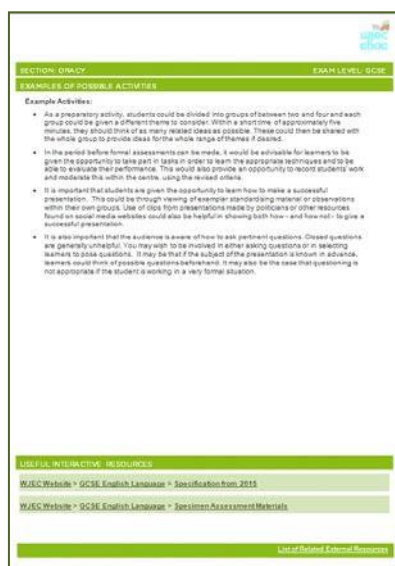 wjec
cbac
SECTION: ORACY EXAM LEVEL: GCSE
EXAMPLES OF POSSIBLE ACTIVITIES
Example Activities:
• As a preparatory activity, students could be divided into groups of between two and four and each
group could be given a different theme to consider. Within a short time of approximately five
minutes, they should think of as many related ideas as possible. These could then be shared with
the whole group to provide ideas for the whole range of themes if desired.
• In the period before formal assessments can be made, it would be advisable for learners to be
given the opportunity to take part in tasks in order to learn the appropriate techniques and to be
able to evaluate their performance. This would also provide an opportunity to record students' work
and moderate this within the centre, using the revised criteria.
• It is important that students are given the opportunity to learn how to make a successful
presentation. This could be through viewing of exemplar standardising material or observations
within their own groups. Use of clips from presentations made by politicians or other resources
found on social media websites could also be helpful in showing both how - and how not - to give a
successful presentation.
• It is also important that the audience is aware of how to ask pertinent questions. Closed questions
are generally unhelpful. You may wish to be involved in either asking questions or in selecting
learners to pose questions. It may be that if the subject of the presentation is known in advance,
learners could think of possible questions beforehand. It may also be the case that questioning is
not appropriate if the student is working in a very formal situation.
USEFUL INTERACTIVE RESOURCES
WJEC Website > GCSE English Language > Specification from 2015
WJEC Website > GCSE English Language > Specimen Assessment Materials
List of Related External Resources